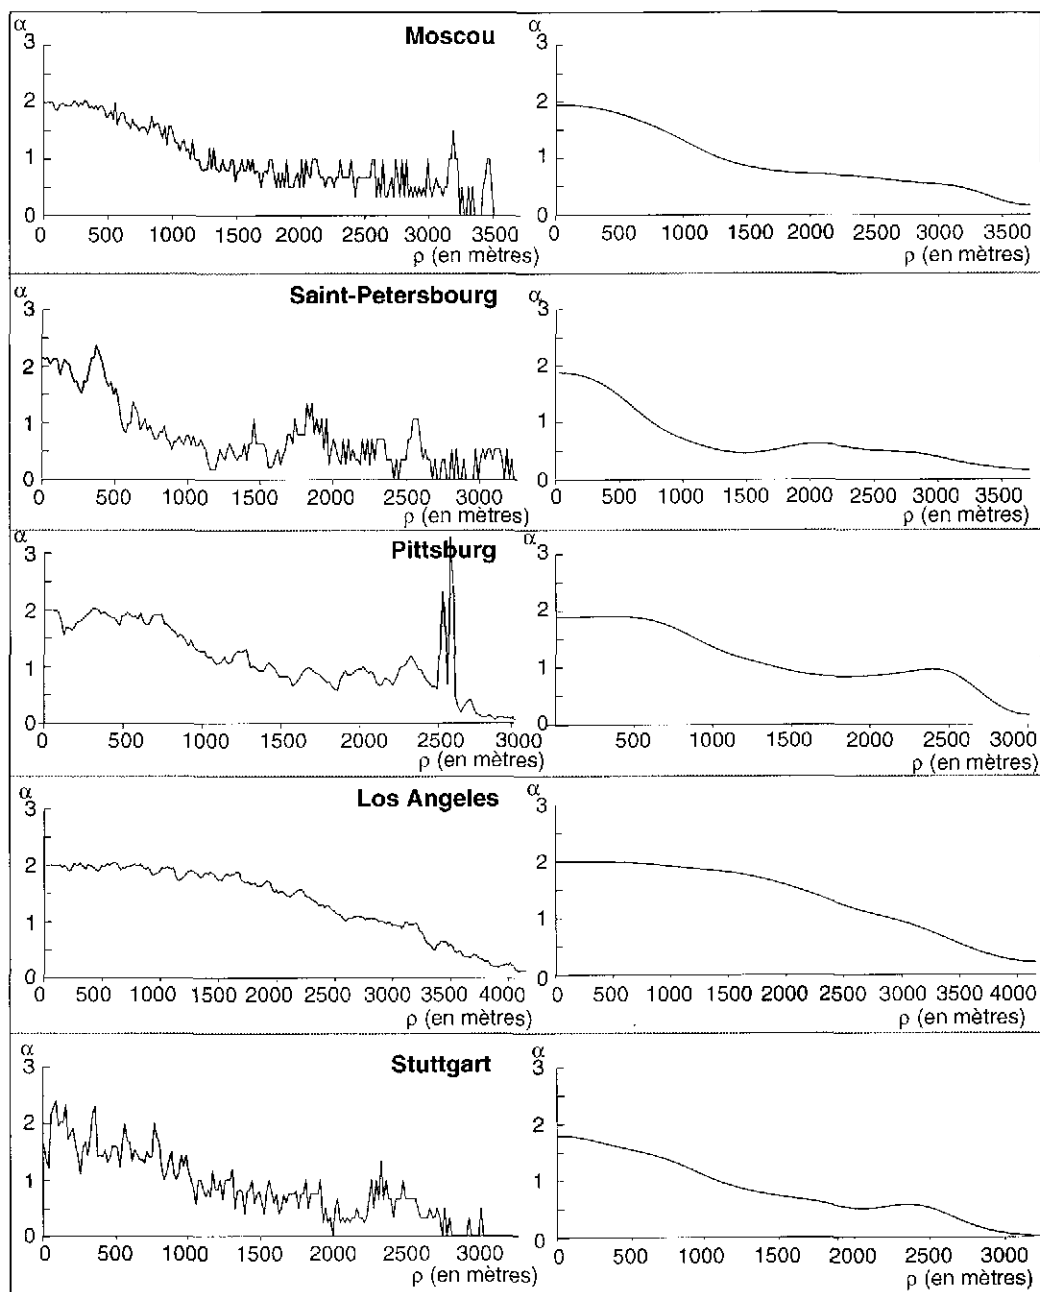 α
Moscou
α
3
3
2
2
1
1
0
0
0 500 1000 1500 2000 2500 3000 3500
0 500 1000 1500 2000 2500 3000 3500
ρ (en mètres)
ρ (en mètres)
α
Saint-Petersbourg
α
3
3
2
2
1
1
0
0
0 500 1000 1500 2000 2500 3000
0 500 1000 1500 2000 2500 3000 3500
ρ (en mètres)
ρ (en mètres)
α
Pittsburg
α
3
3
2
2
1
1
0
0
0 500 1000 1500 2000 2500 3000
500 1000 1500 2000 2500 3000
ρ (en mètres)
ρ (en mètres)
α
Los Angeles
α
3
3
2
2
1
1
0
0
0 500 1000 1500 2000 2500 3000 3500 4000
0 500 1000 1500 2000 2500 3000 3500 4000
ρ (en mètres)
ρ (en mètres)
α
Stuttgart
α
3
3
2
2
1
1
0
0
0 500 1000 1500 2000 2500 3000
0 500 1000 1500 2000 2500 3000
ρ (en mètres)
ρ (en mètres)